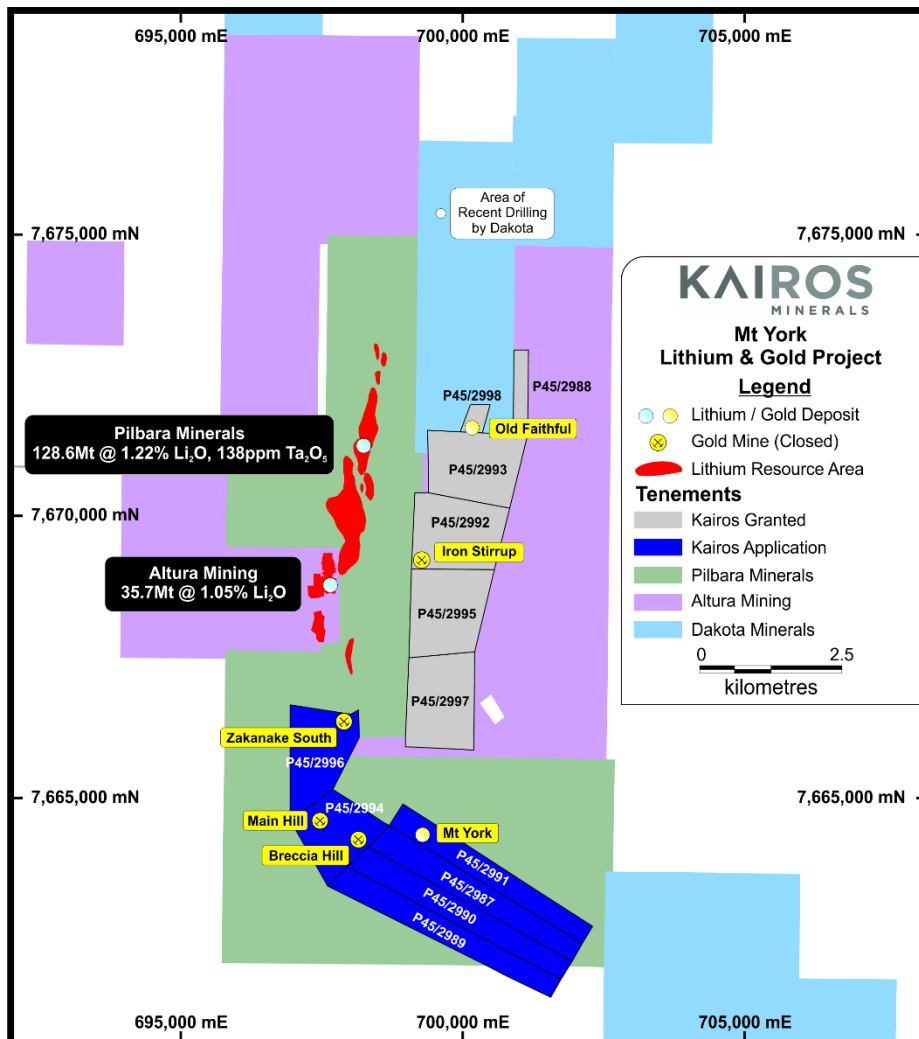 695,000 mE
700,000 mE
705,000 mE
Area of
Recent Drilling
by Dakota
7,675,000 mN
7,675,000 mN
KAIROS
MINERALS
Mt York
Lithium & Gold Project
Legend
Lithium / Gold Deposit
Gold Mine (Closed)
Lithium Resource Area
Tenements
Kairos Granted
Kairos Application
Pilbara Minerals
Altura Mining
Dakota Minerals
0 2.5
kilometres
P45/2988
P45/2998
Old Faithful
Pilbara Minerals
128.6Mt @ 1.22% Li₂O, 138ppm Ta₂O₅
P45/2993
7,670,000 mN
P45/2992
Iron Stirrup
Altura Mining
35.7Mt @ 1.05% Li₂O
P45/2995
P45/2997
Zakanake South
P45/2996
7,665,000 mN
7,665,000 mN
P45/2994
Main Hill
Mt York
Breccia Hill
P45/2991
P45/2987
P45/2990
P45/2989
695,000 mE
700,000 mE
705,000 mE